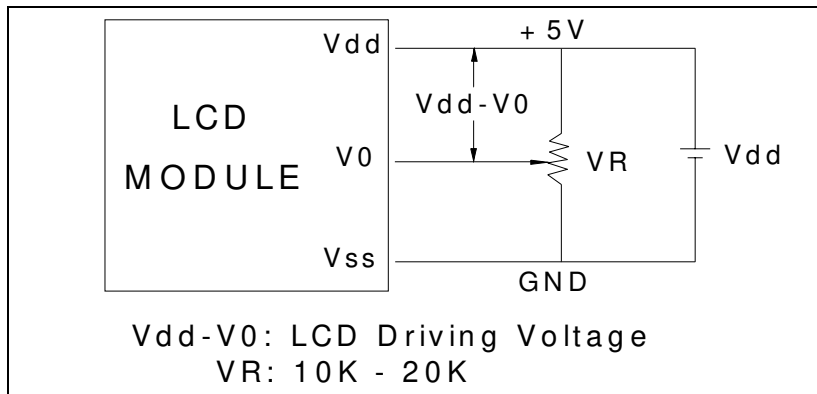 + 5V
Vdd
Vdd-V0
LCD
MODULE
V0
VR
Vdd
Vss
GND
Vdd-V0: LCD Driving Voltage
VR: 10K - 20K